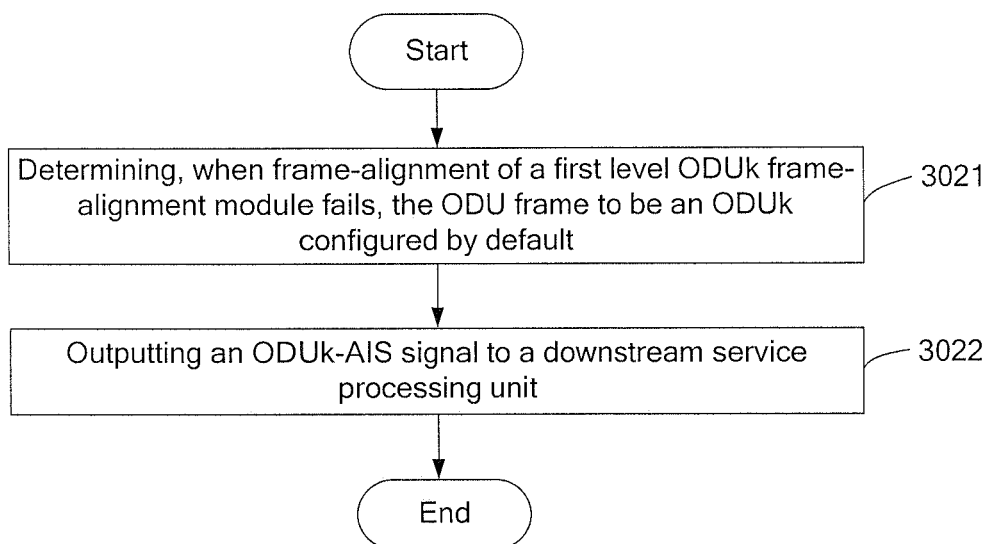 Start
Determining, when frame-alignment of a first level ODUk frame-
alignment module fails, the ODU frame to be an ODUk
configured by default
3021
Outputting an ODUk-AIS signal to a downstream service
processing unit
3022
End